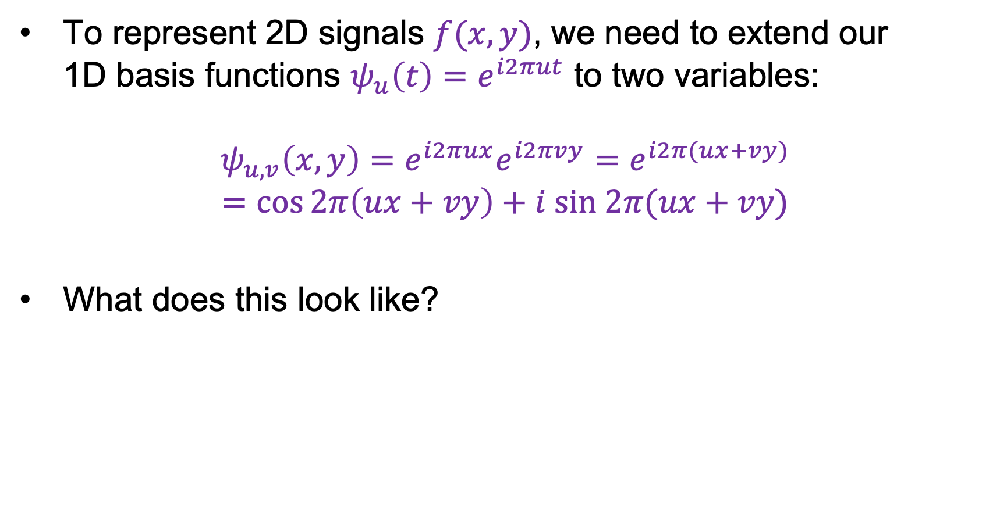 • To represent 2D signals 𝑓(𝑥, 𝑦), we need to extend our
1D basis functions 𝜓ᵤ(𝑡) = 𝑒^{𝑖2𝜋𝑢𝑡} to two variables:
𝜓_{𝑢,𝑣}(𝑥, 𝑦) = 𝑒^{𝑖2𝜋𝑢𝑥}𝑒^{𝑖2𝜋𝑣𝑦} = 𝑒^{𝑖2𝜋(𝑢𝑥+𝑣𝑦)}
= cos 2𝜋(𝑢𝑥 + 𝑣𝑦) + 𝑖 sin 2𝜋(𝑢𝑥 + 𝑣𝑦)
• What does this look like?